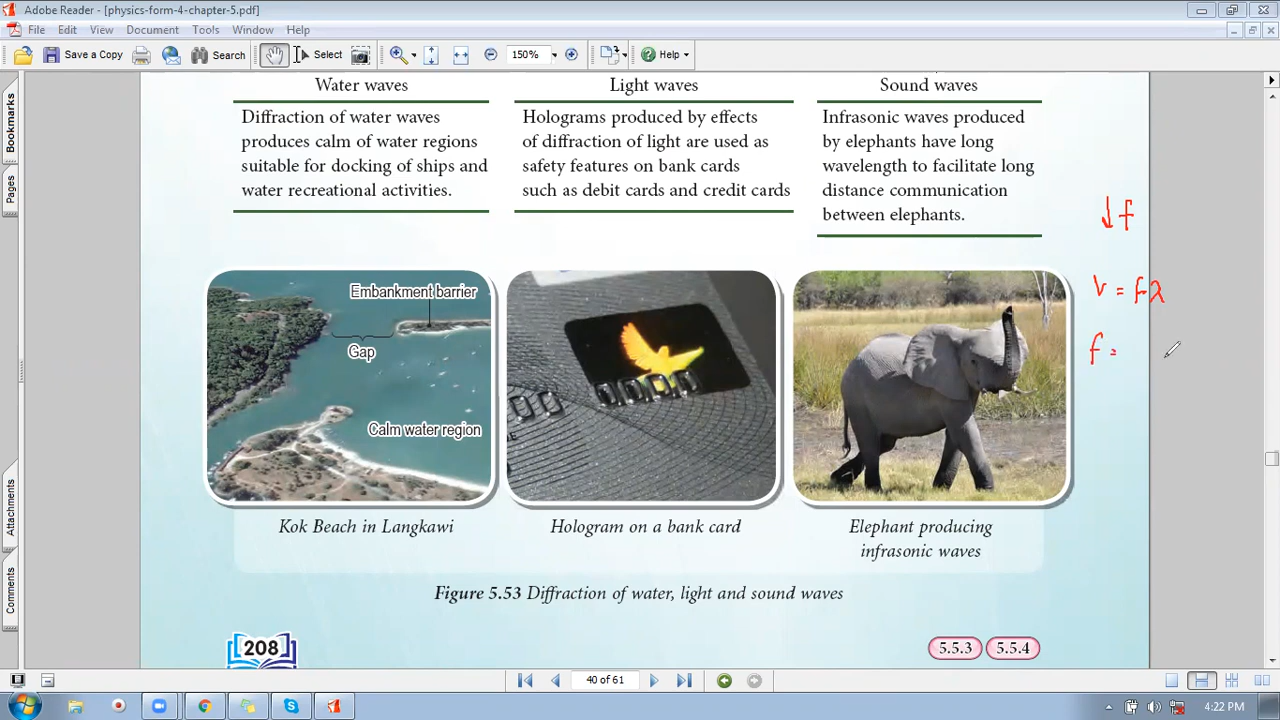 Adobe Reader - [physics-form-4-chapter-5.pdf]
File Edit View Document Tools Window Help
Save a Copy Search Select 150% Help
Bookmarks
Pages
Attachments
Comments
Water waves
Diffraction of water waves
produces calm of water regions
suitable for docking of ships and
water recreational activities.
Light waves
Holograms produced by effects
of diffraction of light are used as
safety features on bank cards
such as debit cards and credit cards
Sound waves
Infrasonic waves produced
by elephants have long
wavelength to facilitate long
distance communication
between elephants.
↓f
v = fλ
f =
Embankment barrier
Gap
Calm water region
Kok Beach in Langkawi
Hologram on a bank card
Elephant producing
infrasonic waves
Figure 5.53 Diffraction of water, light and sound waves
208
5.5.3 5.5.4
40 of 61
4:22 PM